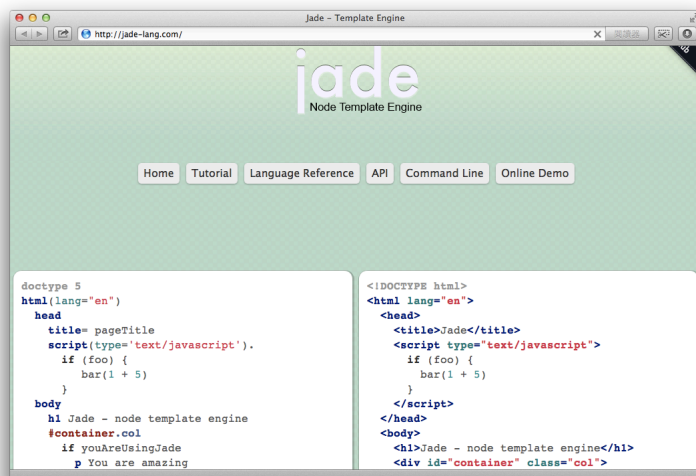 Jade - Template Engine
http://jade-lang.com/
阅读器
jade
Node Template Engine
Home
Tutorial
Language Reference
API
Command Line
Online Demo
doctype 5
html(lang="en")
  head
    title= pageTitle
    script(type='text/javascript').
      if (foo) {
         bar(1 + 5)
      }
  body
    h1 Jade - node template engine
    #container.col
      if youAreUsingJade
        p You are amazing
<!DOCTYPE html>
<html lang="en">
  <head>
    <title>Jade</title>
    <script type="text/javascript">
      if (foo) {
         bar(1 + 5)
      }
    </script>
  </head>
  <body>
    <h1>Jade - node template engine</h1>
    <div id="container" class="col">